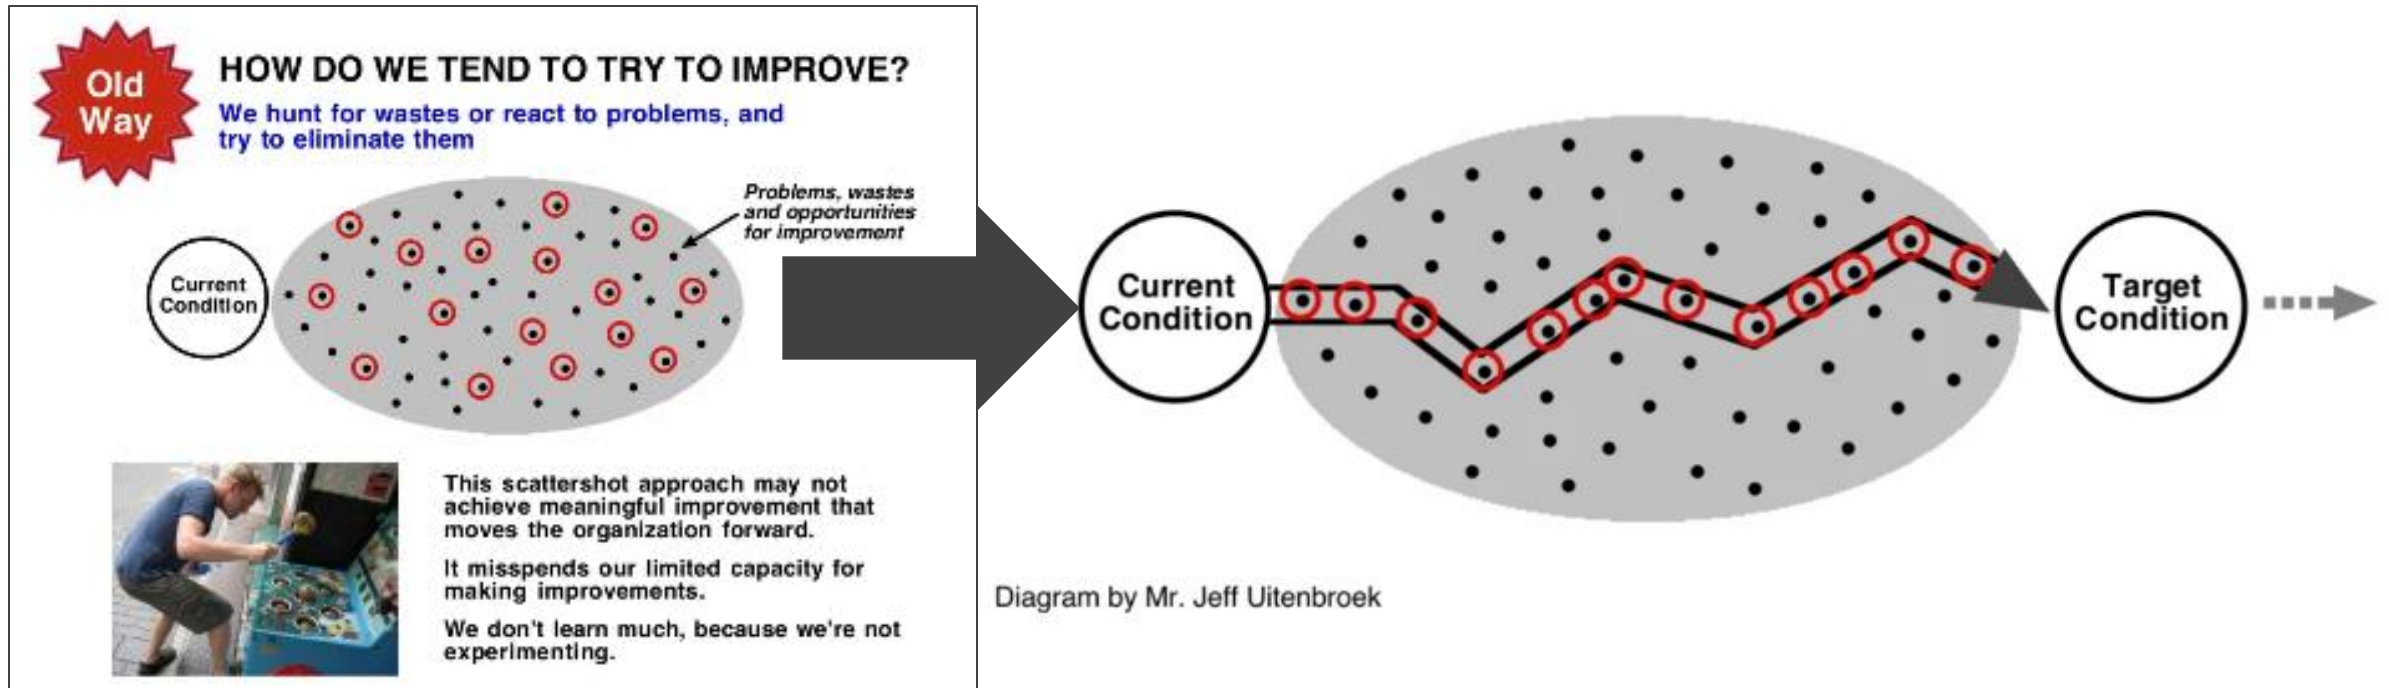 Old
Way
HOW DO WE TEND TO TRY TO IMPROVE?
We hunt for wastes or react to problems, and
try to eliminate them
Problems, wastes
and opportunities
for improvement
Current
Condition
This scattershot approach may not
achieve meaningful improvement that
moves the organization forward.
It misspends our limited capacity for
making improvements.
We don't learn much, because we're not
experimenting.
Current
Condition
Target
Condition
Diagram by Mr. Jeff Uitenbroek